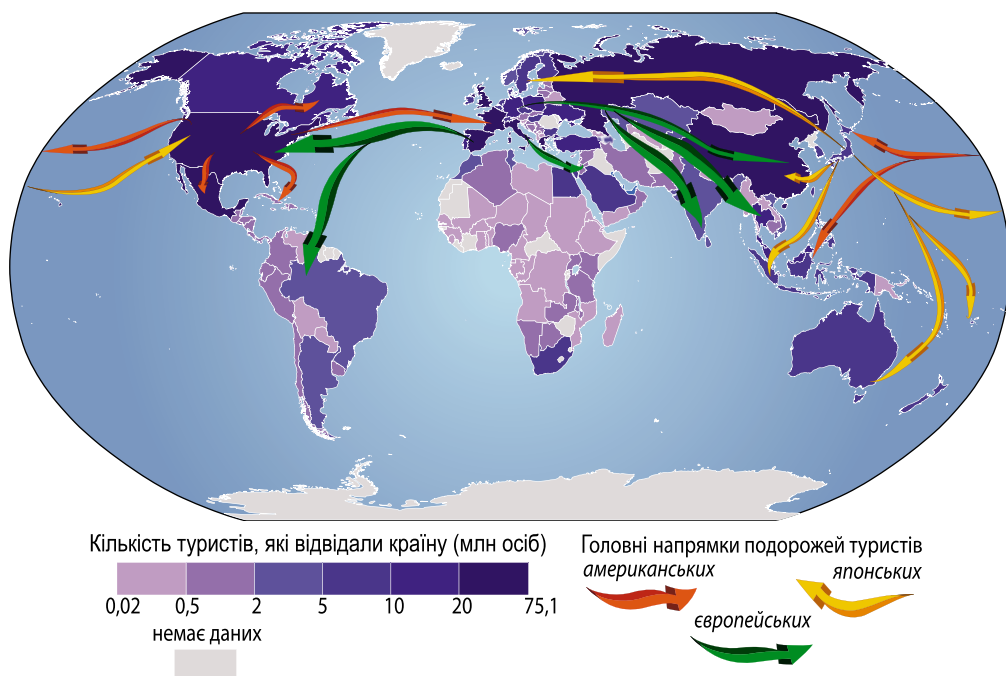 Кількість туристів, які відвідали країну (млн осіб)
0,02 0,5 2 5 10 20 75,1
немає даних
Головні напрямки подорожей туристів
американських
японських
європейських